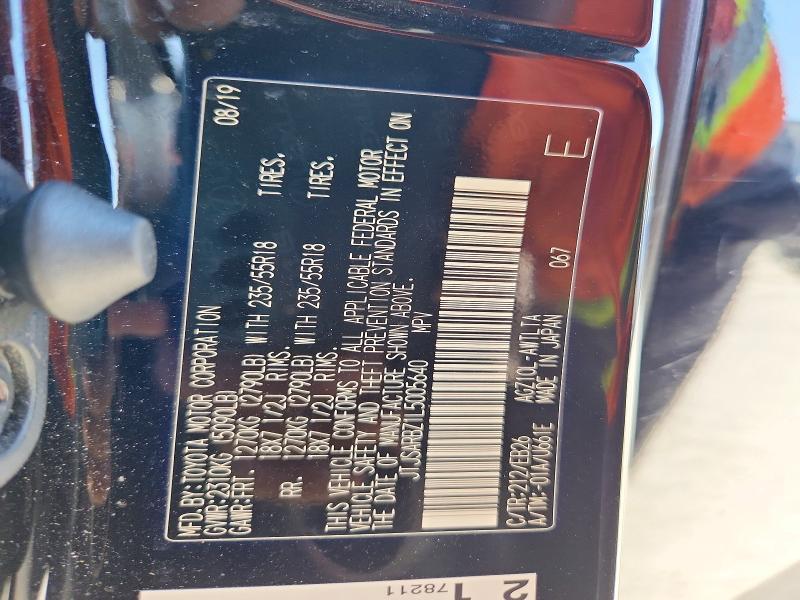 MFD.BY:TOYOTA MOTOR CORPORATION 08/19
GVWR:2310KG (5090LB)
GAWR:FRT. 1270KG (2790LB) WITH 235/55R18 TIRES,
18X7 1/2J RIMS.
RR. 1270KG (2790LB) WITH 235/55R18 TIRES,
18X7 1/2J RIMS.
THIS VEHICLE CONFORMS TO ALL APPLICABLE FEDERAL MOTOR
VEHICLE SAFETY AND THEFT PREVENTION STANDARDS IN EFFECT ON
THE DATE OF MANUFACTURE SHOWN ABOVE.
JTJSARBZ1L5005640 MPV
C/TR:212/EB26 AGZ10L-AWTLTA 067 E
A/TM:-01A/U661E MADE IN JAPAN
78211